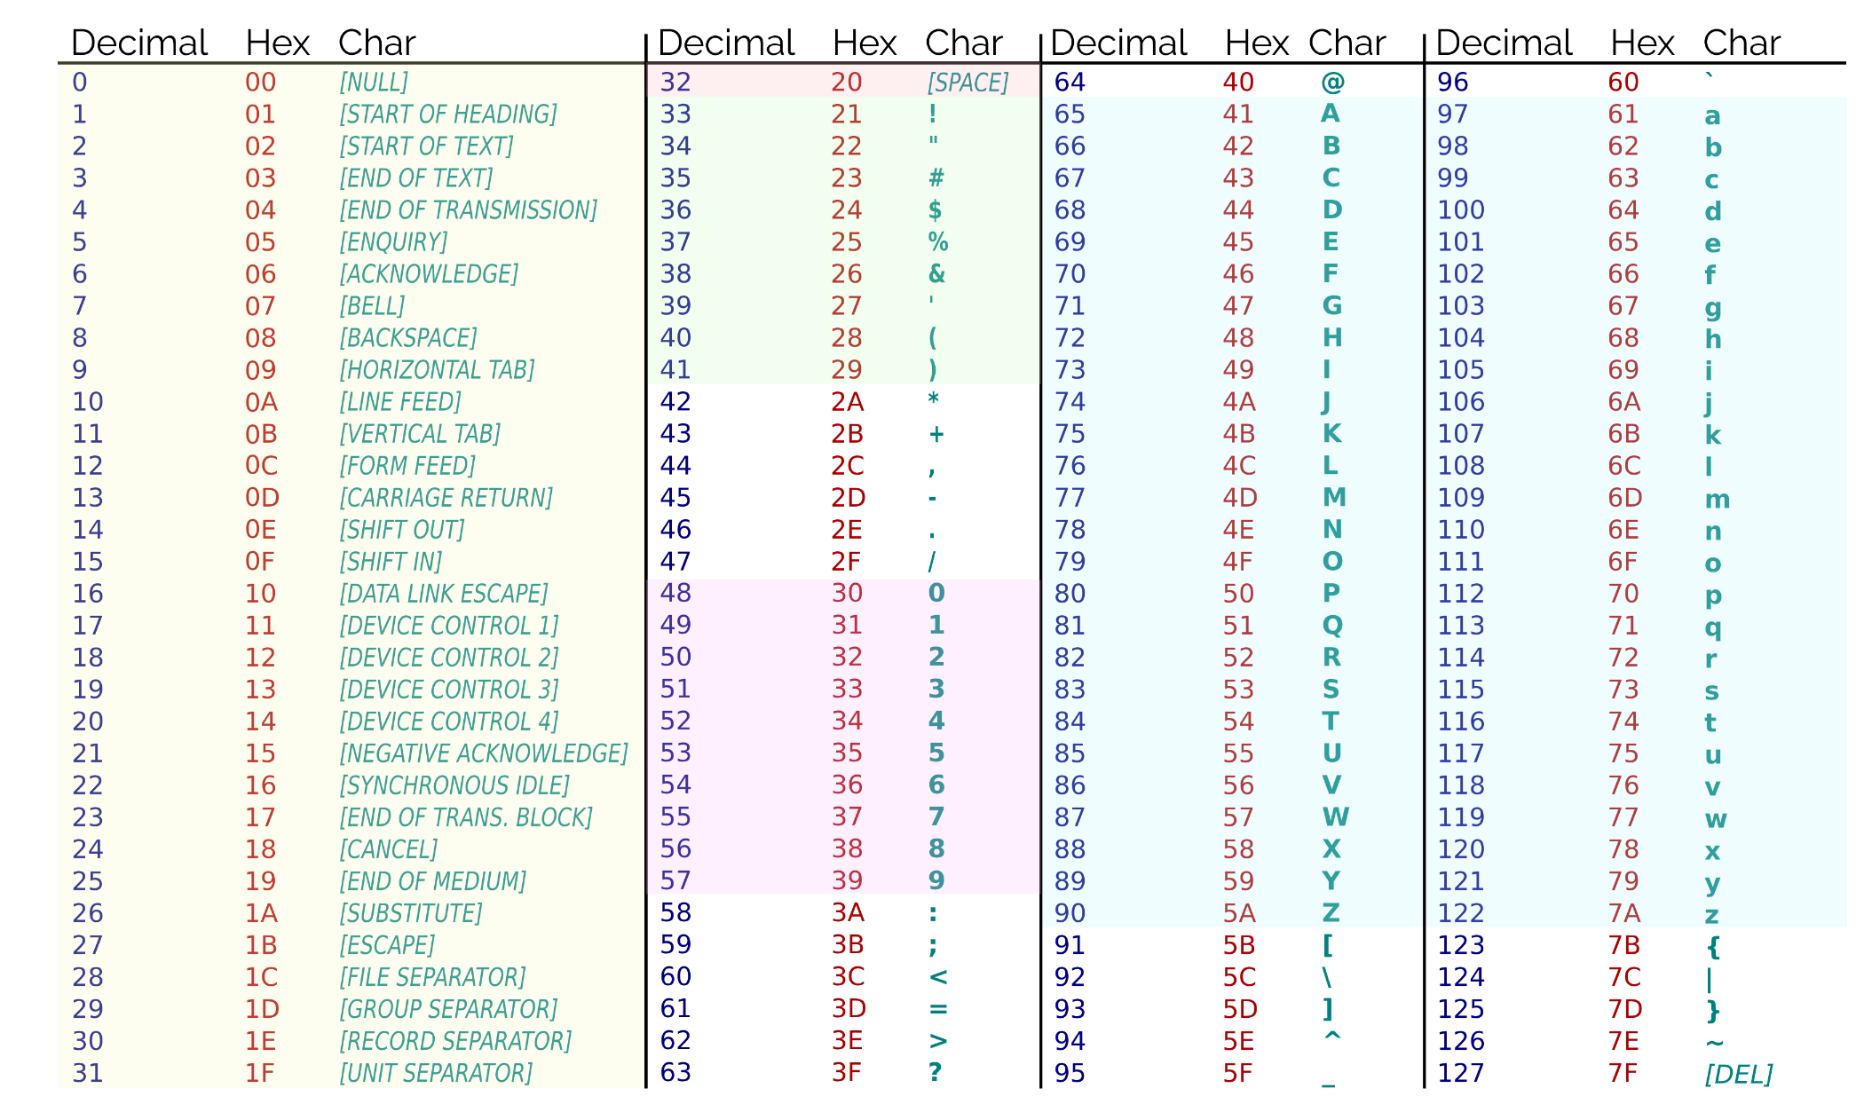 Decimal Hex Char Decimal Hex Char Decimal Hex Char Decimal Hex Char
0 00 [NULL] 32 20 [SPACE] 64 40 @ 96 60 `
1 01 [START OF HEADING] 33 21 ! 65 41 A 97 61 a
2 02 [START OF TEXT] 34 22 " 66 42 B 98 62 b
3 03 [END OF TEXT] 35 23 # 67 43 C 99 63 c
4 04 [END OF TRANSMISSION] 36 24 $ 68 44 D 100 64 d
5 05 [ENQUIRY] 37 25 % 69 45 E 101 65 e
6 06 [ACKNOWLEDGE] 38 26 & 70 46 F 102 66 f
7 07 [BELL] 39 27 ' 71 47 G 103 67 g
8 08 [BACKSPACE] 40 28 ( 72 48 H 104 68 h
9 09 [HORIZONTAL TAB] 41 29 ) 73 49 I 105 69 i
10 0A [LINE FEED] 42 2A * 74 4A J 106 6A j
11 0B [VERTICAL TAB] 43 2B + 75 4B K 107 6B k
12 0C [FORM FEED] 44 2C , 76 4C L 108 6C l
13 0D [CARRIAGE RETURN] 45 2D - 77 4D M 109 6D m
14 0E [SHIFT OUT] 46 2E . 78 4E N 110 6E n
15 0F [SHIFT IN] 47 2F / 79 4F O 111 6F o
16 10 [DATA LINK ESCAPE] 48 30 0 80 50 P 112 70 p
17 11 [DEVICE CONTROL 1] 49 31 1 81 51 Q 113 71 q
18 12 [DEVICE CONTROL 2] 50 32 2 82 52 R 114 72 r
19 13 [DEVICE CONTROL 3] 51 33 3 83 53 S 115 73 s
20 14 [DEVICE CONTROL 4] 52 34 4 84 54 T 116 74 t
21 15 [NEGATIVE ACKNOWLEDGE] 53 35 5 85 55 U 117 75 u
22 16 [SYNCHRONOUS IDLE] 54 36 6 86 56 V 118 76 v
23 17 [END OF TRANS. BLOCK] 55 37 7 87 57 W 119 77 w
24 18 [CANCEL] 56 38 8 88 58 X 120 78 x
25 19 [END OF MEDIUM] 57 39 9 89 59 Y 121 79 y
26 1A [SUBSTITUTE] 58 3A : 90 5A Z 122 7A z
27 1B [ESCAPE] 59 3B ; 91 5B [ 123 7B {
28 1C [FILE SEPARATOR] 60 3C < 92 5C \ 124 7C |
29 1D [GROUP SEPARATOR] 61 3D = 93 5D ] 125 7D }
30 1E [RECORD SEPARATOR] 62 3E > 94 5E ^ 126 7E ~
31 1F [UNIT SEPARATOR] 63 3F ? 95 5F _ 127 7F [DEL]